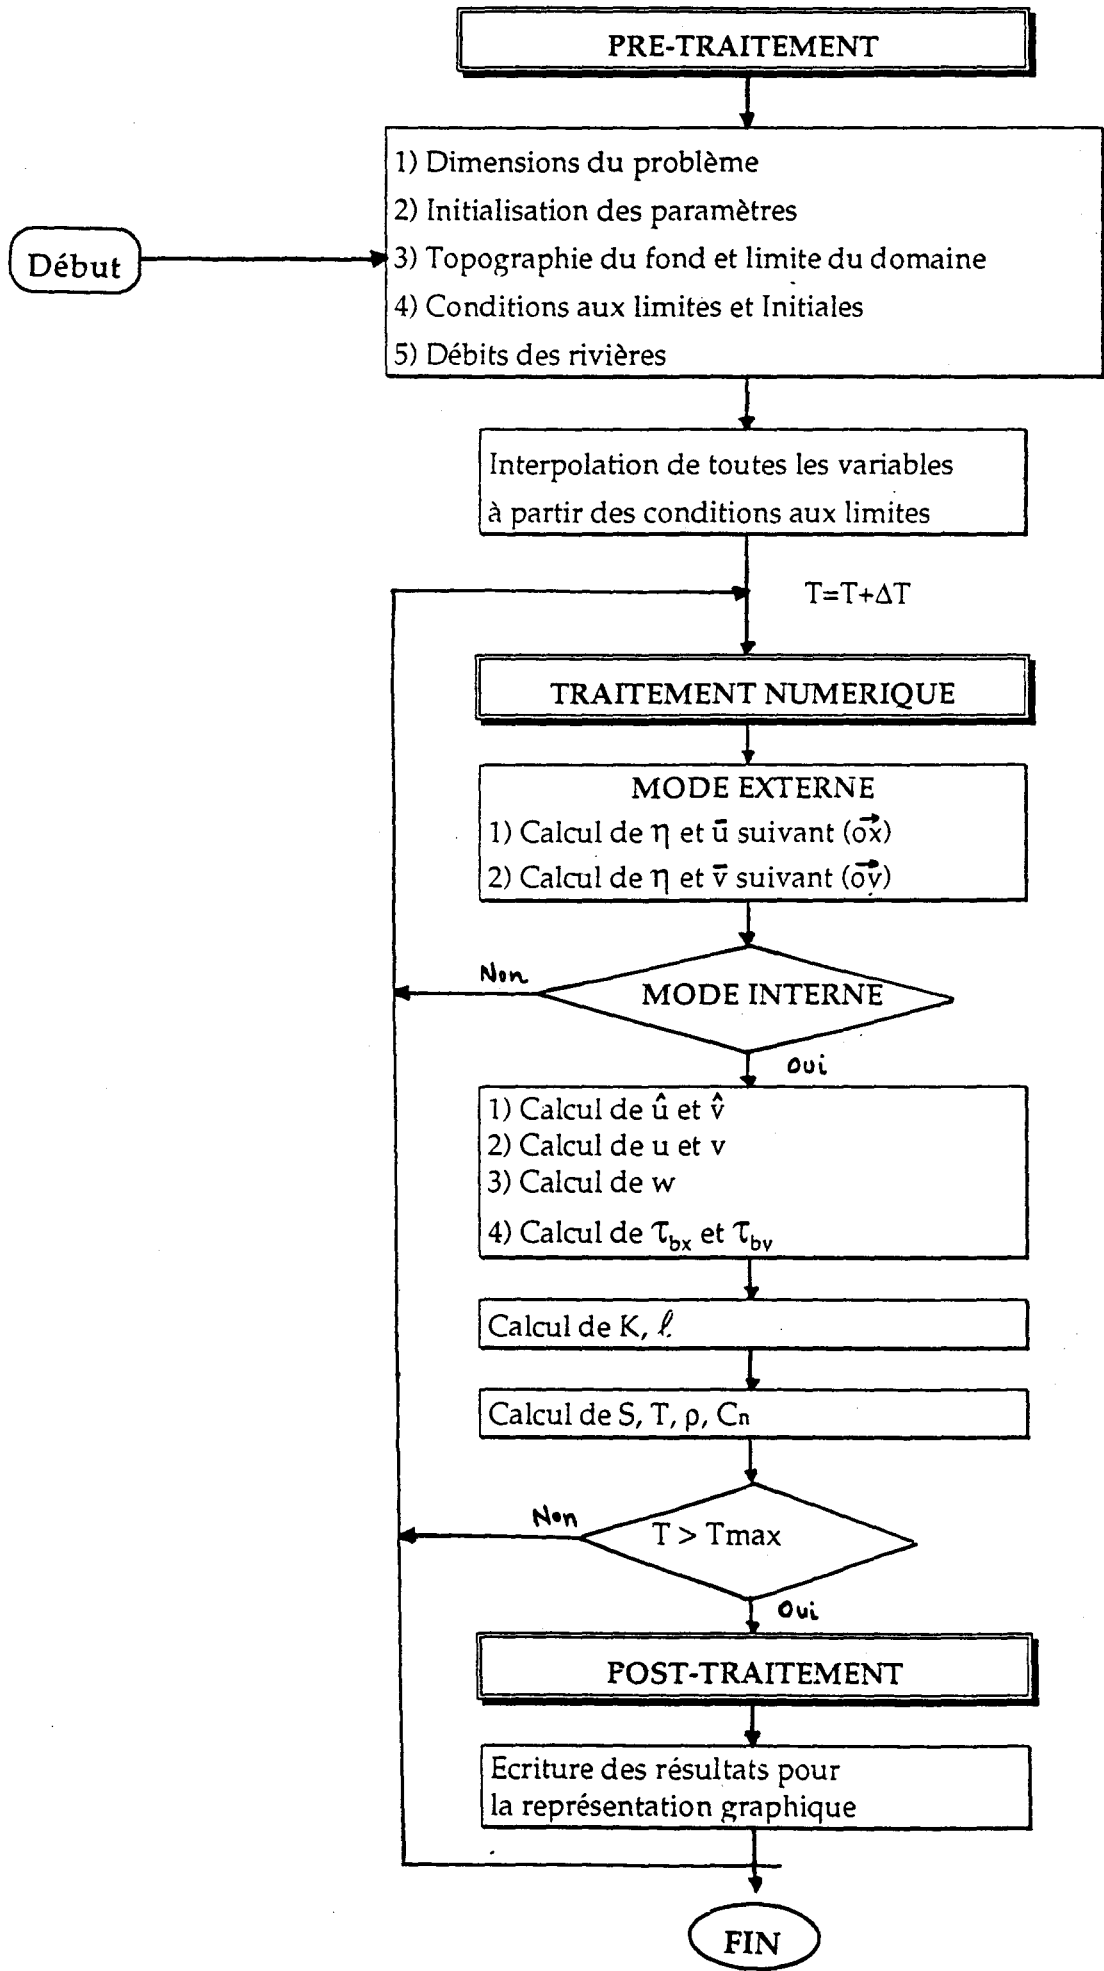 PRE-TRAITEMENT
1) Dimensions du problème
2) Initialisation des paramètres
Début
3) Topographie du fond et limite du domaine
4) Conditions aux limites et Initiales
5) Débits des rivières
Interpolation de toutes les variables
à partir des conditions aux limites
T=T+ΔT
TRAITEMENT NUMERIQUE
MODE EXTERNE
1) Calcul de η et ū suivant (ox⃗)
2) Calcul de η et v̄ suivant (oy⃗)
Non
MODE INTERNE
oui
1) Calcul de û et v̂
2) Calcul de u et v
3) Calcul de w
4) Calcul de τbx et τby
Calcul de K, ℓ
Calcul de S, T, ρ, Cn
Non
T > Tmax
Oui
POST-TRAITEMENT
Ecriture des résultats pour
la représentation graphique
FIN